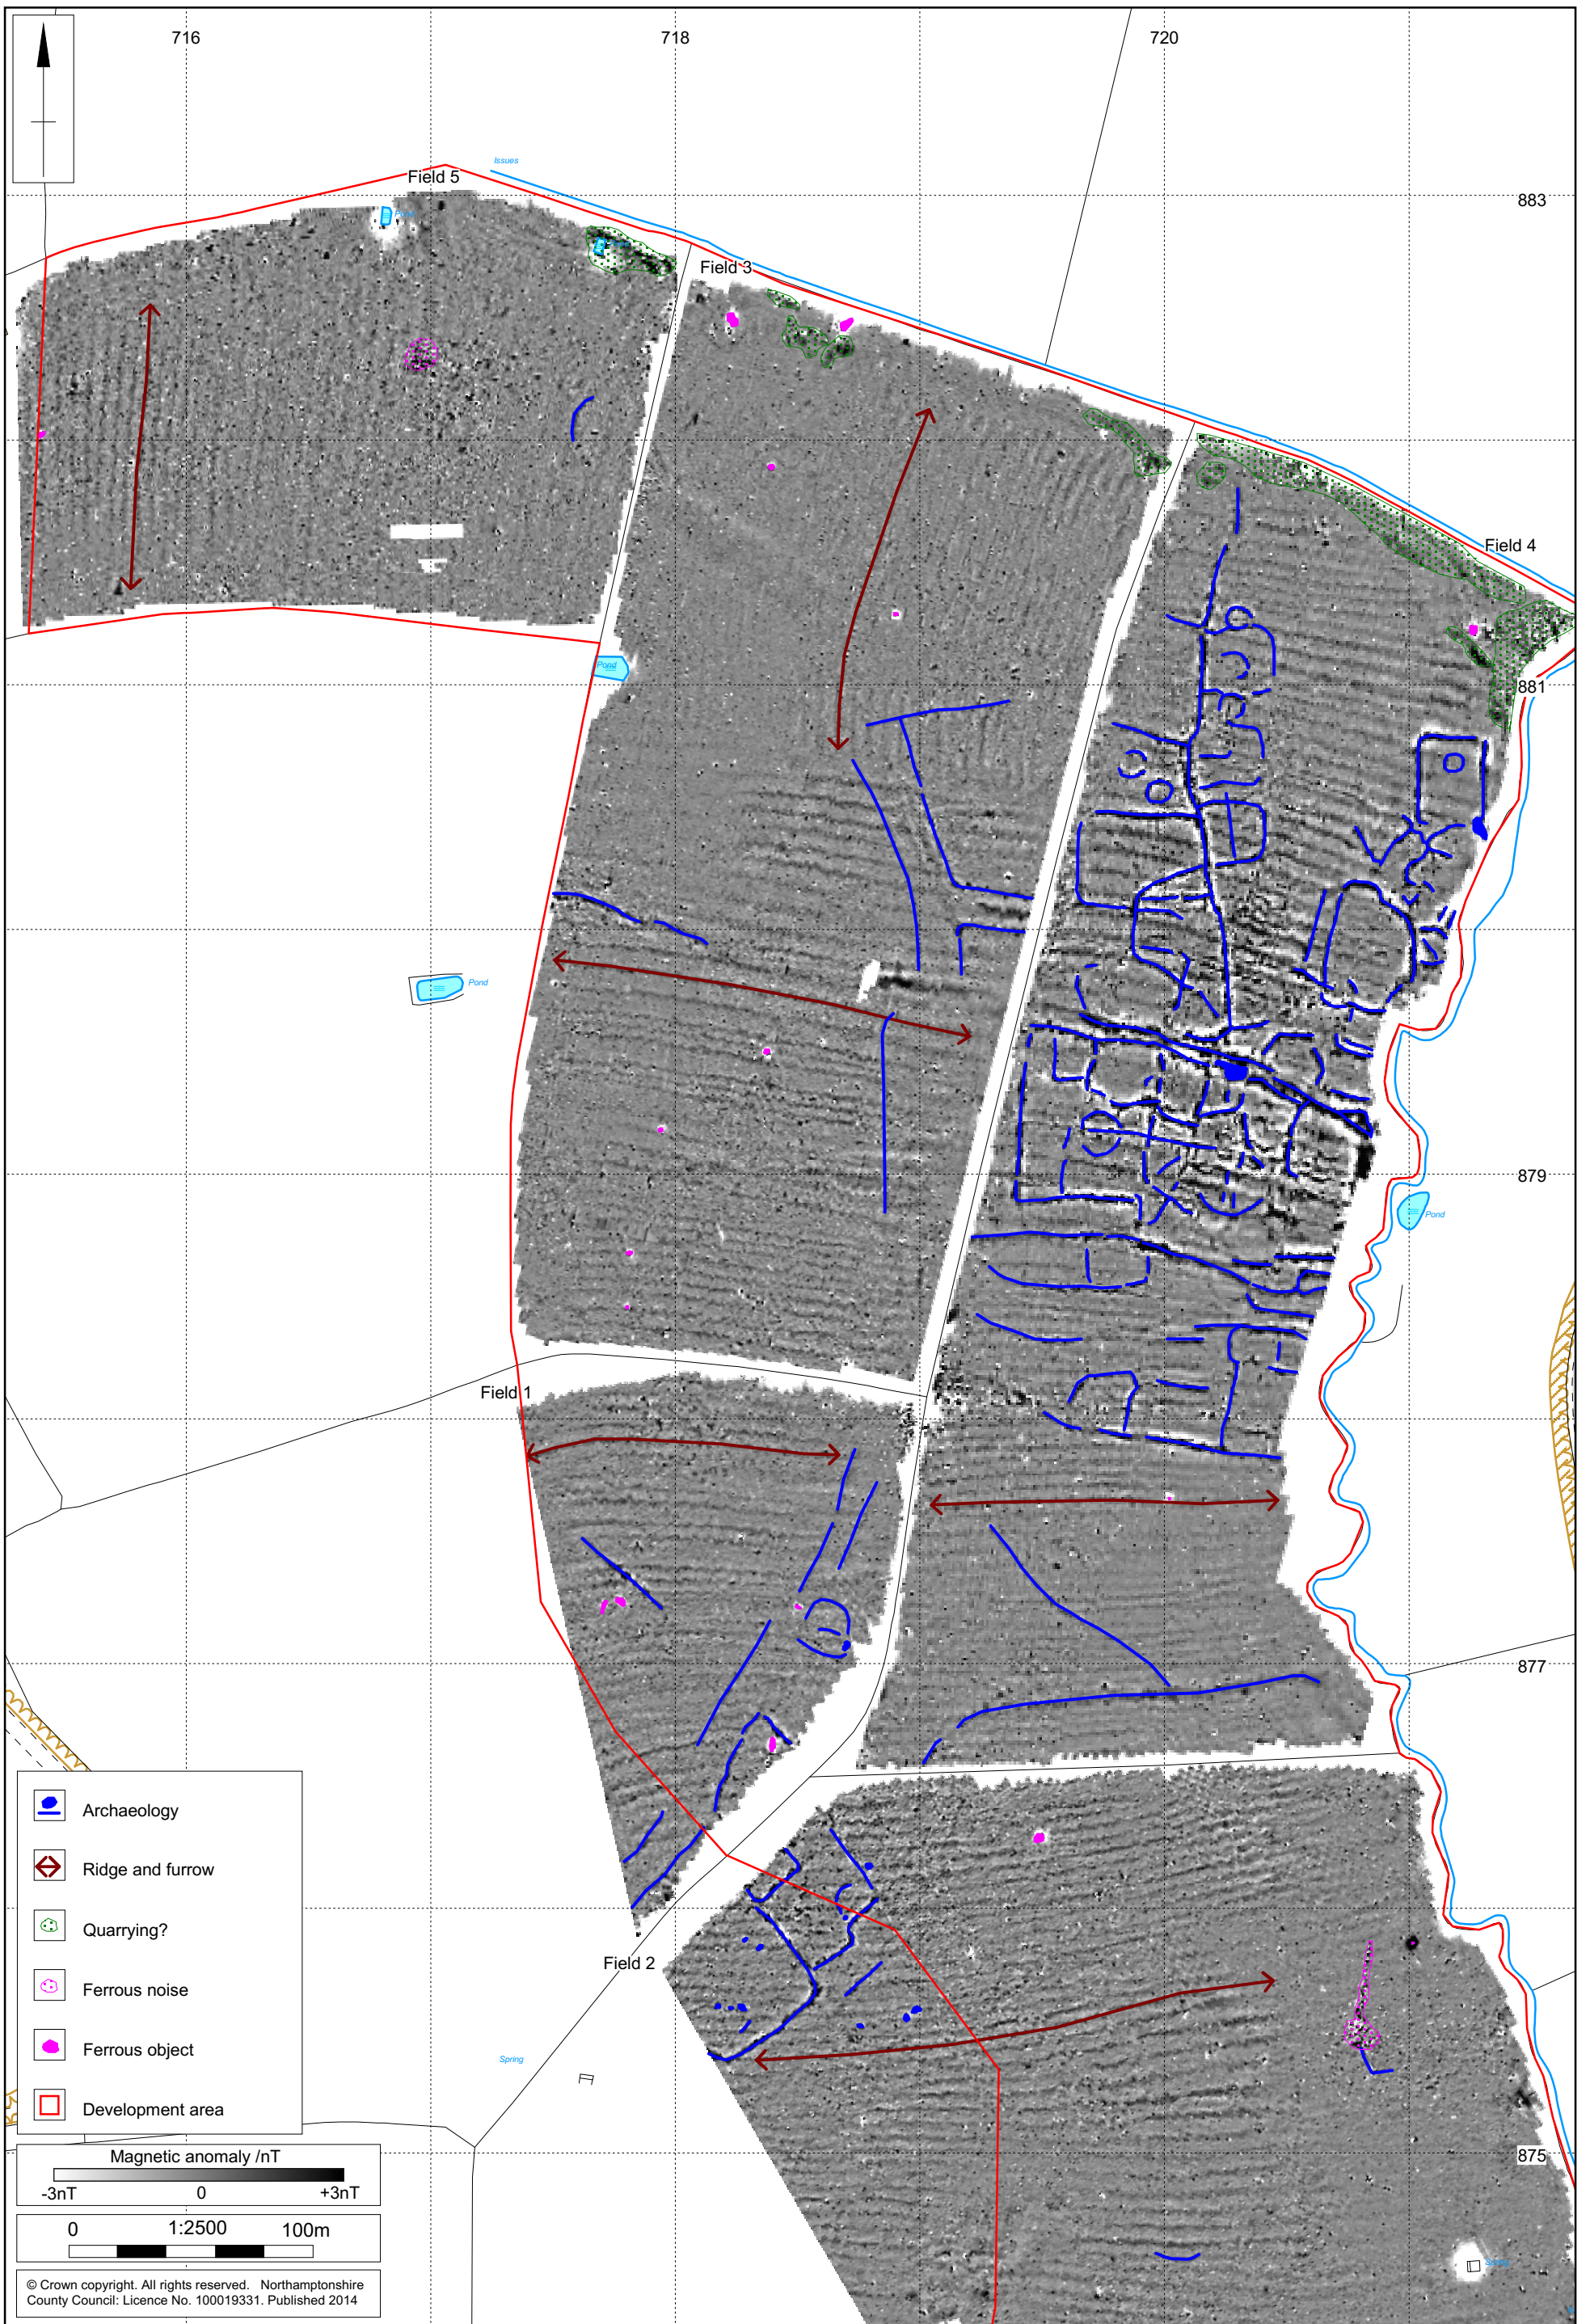 716
718
720
Issues
Field 5
883
Pond
Pond
Field 3
Field 4
Pond
881
Pond
879
Pond
Field 1
877
Archaeology
Ridge and furrow
Quarrying?
Field 2
Ferrous noise
Ferrous object
Spring
Development area
Magnetic anomaly /nT
875
-3nT
0
+3nT
0
1:2500
100m
© Crown copyright. All rights reserved. Northamptonshire
County Council: Licence No. 100019331. Published 2014